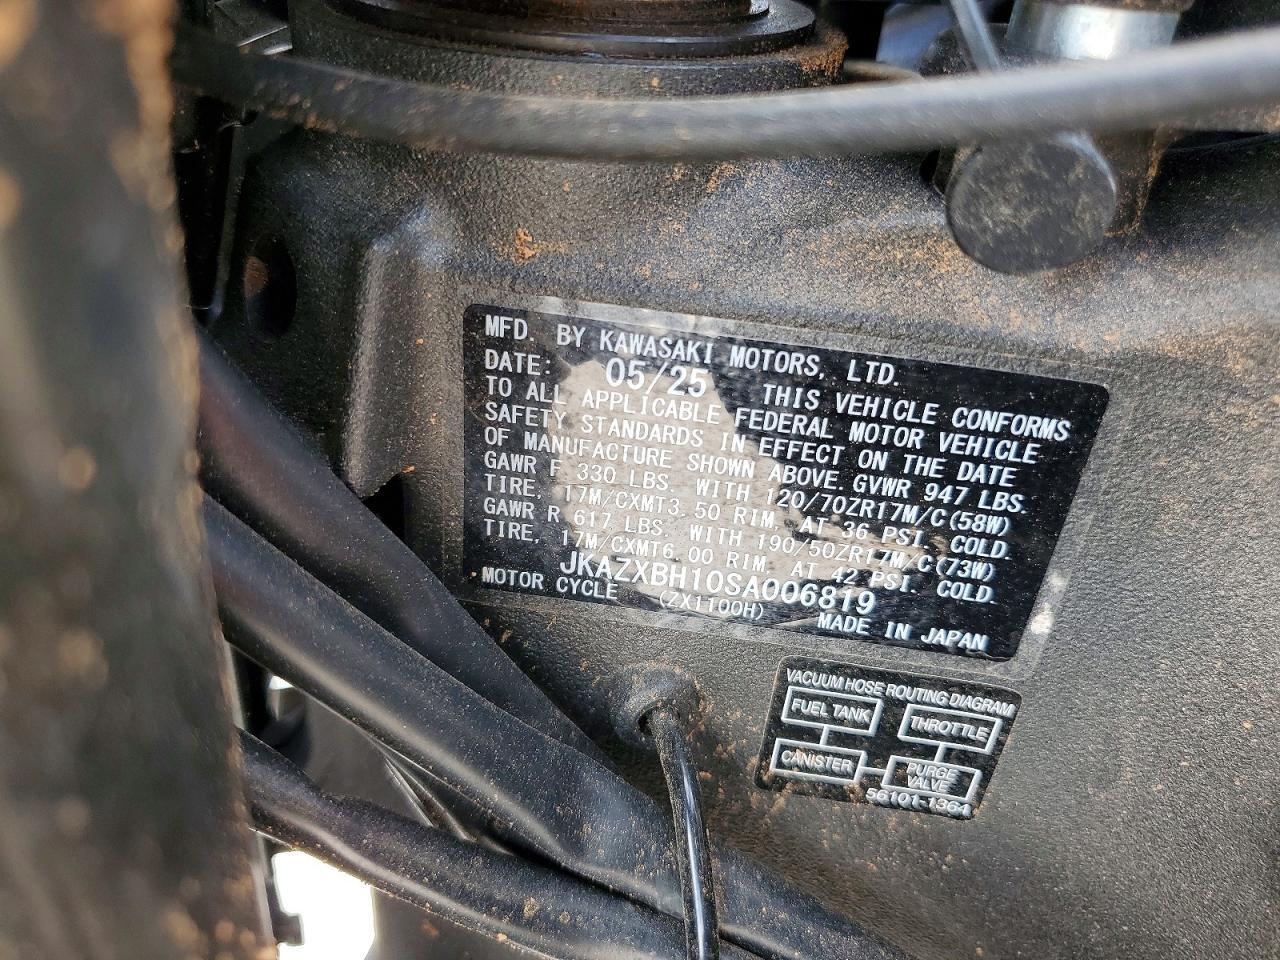 MFD. BY KAWASAKI MOTORS, LTD.
DATE: 05/25 THIS VEHICLE CONFORMS
TO ALL APPLICABLE FEDERAL MOTOR VEHICLE
SAFETY STANDARDS IN EFFECT ON THE DATE
OF MANUFACTURE SHOWN ABOVE. GVWR 947 LBS.
GAWR F 330 LBS. WITH 120/70ZR17M/C(58W)
TIRE, 17M/CXMT3.50 RIM, AT 36 PSI. COLD.
GAWR R 617 LBS. WITH 190/50ZR17M/C(73W)
TIRE, 17M/CXMT6.00 RIM, AT 42 PSI. COLD.
JKAZXBH10SA006819
MOTOR CYCLE (ZX1100H) MADE IN JAPAN
VACUUM HOSE ROUTING DIAGRAM
FUEL TANK THROTTLE
CANISTER PURGE VALVE
56101-1364